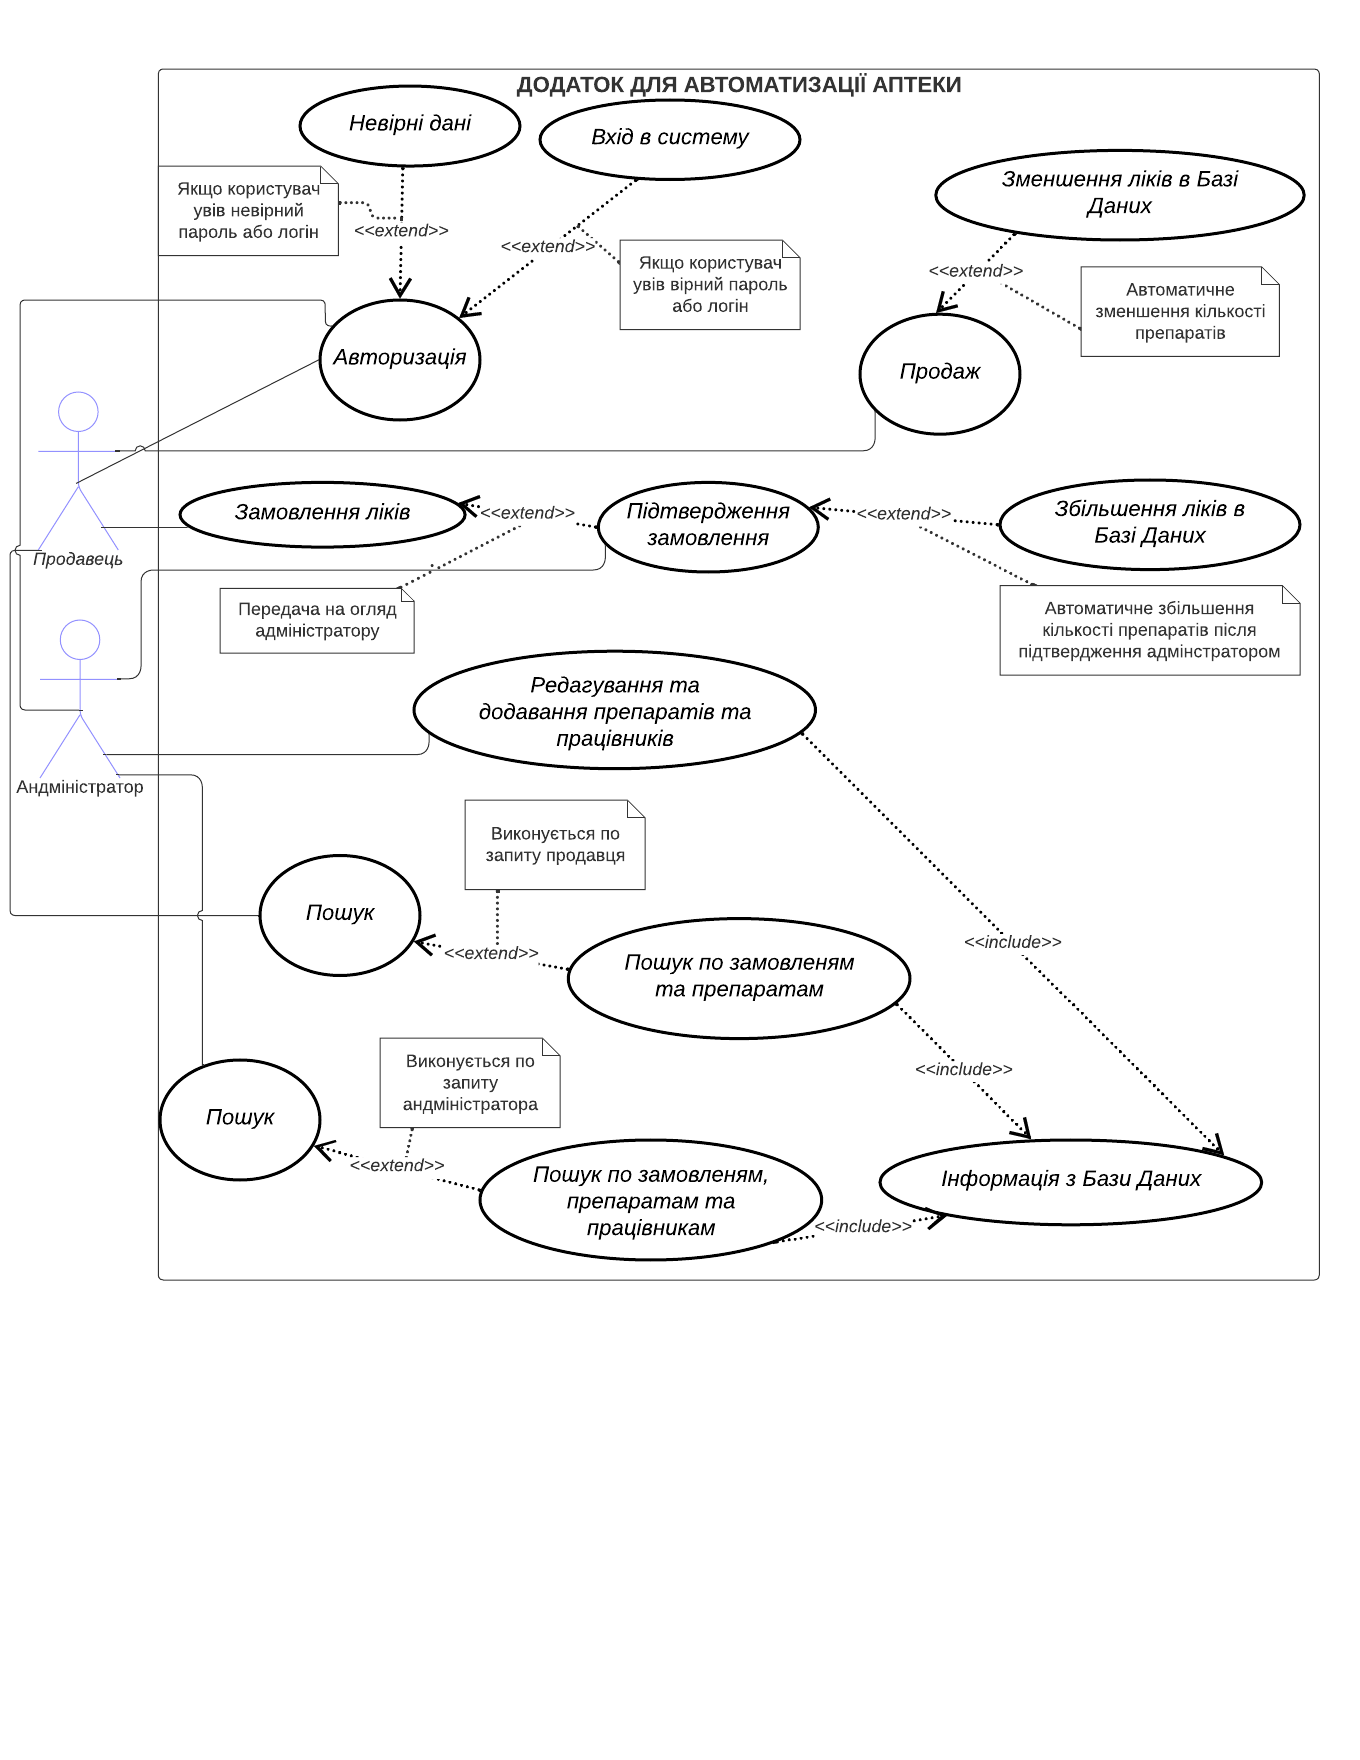 ДОДАТОК ДЛЯ АВТОМАТИЗАЦІЇ АПТЕКИ
Невірні дані
Вхід в систему
Зменшення ліків в Базі
Даних
Якщо користувач
увів невірний
пароль або логін
<<extend>>
<<extend>>
Якщо користувач
увів вірний пароль
або логін
<<extend>>
Автоматичне
зменшення кількості
препаратів
Авторизація
Продаж
Замовлення ліків
<<extend>>
Підтвердження
замовлення
<<extend>>
Збільшення ліків в
Базі Даних
Продавець
Передача на огляд
адміністратору
Автоматичне збільшення
кількості препаратів після
підтвердження адмінстратором
Редагування та
додавання препаратів та
працівників
Андміністратор
Виконується по
запиту продавця
Пошук
<<extend>>
Пошук по замовленям
та препаратам
<<include>>
<<include>>
Виконується по
запиту
андміністратора
Пошук
<<extend>>
Пошук по замовленям,
препаратам та
працівникам
<<include>>
Інформація з Бази Даних